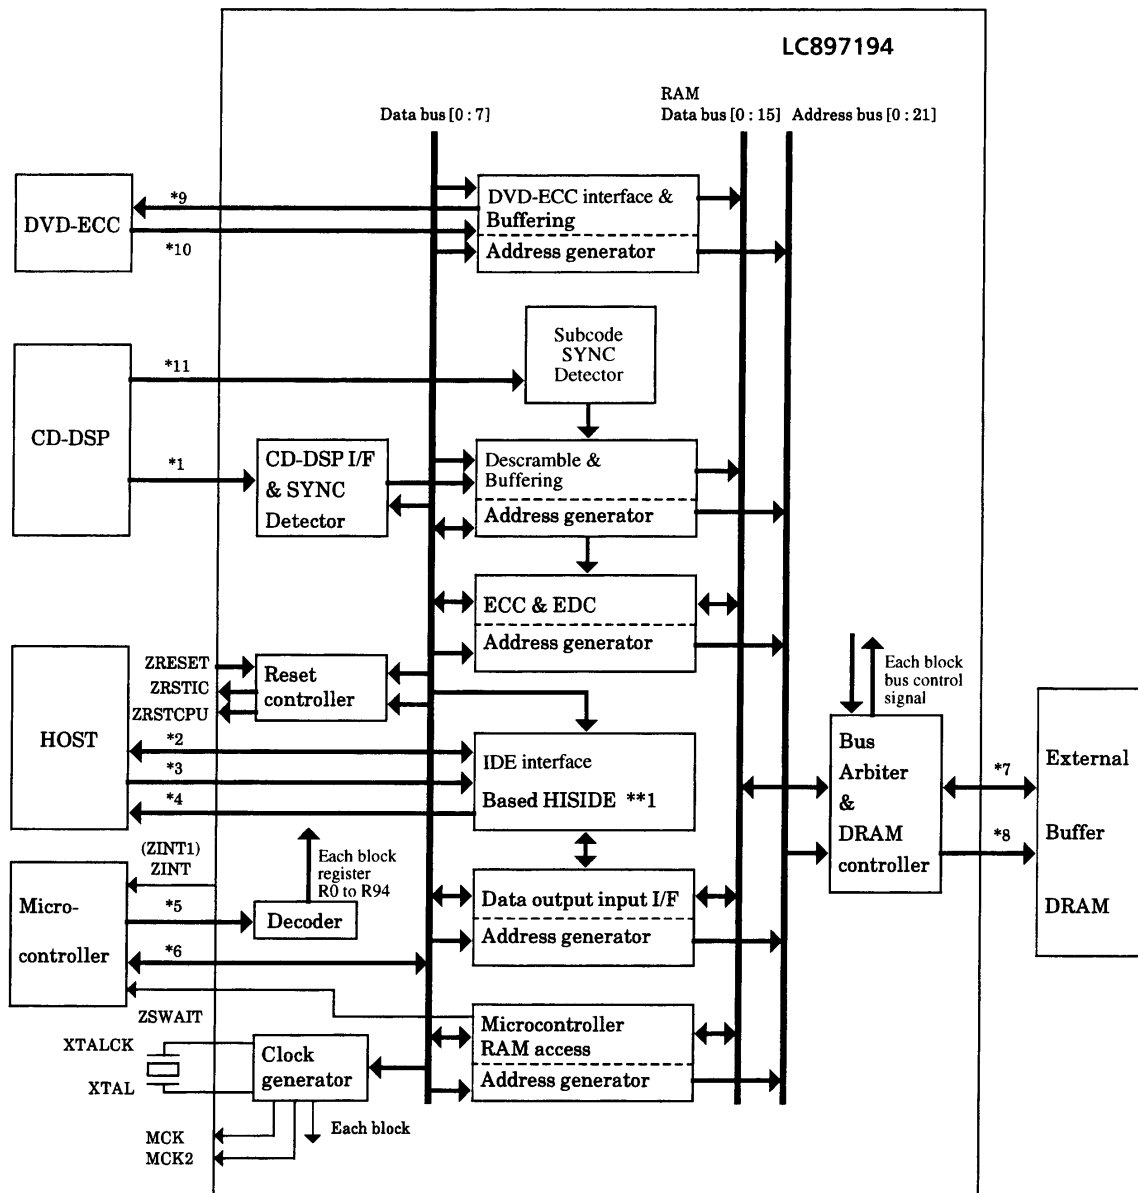 LC897194
RAM
Data bus [0 : 7]
Data bus [0 : 15]
Address bus [0 : 21]
DVD-ECC
*9
*10
DVD-ECC interface &
Buffering
Address generator
Subcode
SYNC
Detector
CD-DSP
*11
*1
CD-DSP I/F
& SYNC
Detector
Descramble &
Buffering
Address generator
ECC & EDC
Address generator
HOST
ZRESET
ZRSTIC
ZRSTCPU
Reset
controller
*2
*3
*4
IDE interface
Based HISIDE **1
Each block
bus control
signal
Bus
Arbiter
&
DRAM
controller
*7
*8
External
Buffer
DRAM
Micro-
controller
(ZINT1)
ZINT
*5
*6
Each block
register
R0 to R94
Decoder
Data output input I/F
Address generator
ZSWAIT
Microcontroller
RAM access
Address generator
XTALCK
XTAL
Clock
generator
MCK
MCK2
Each block